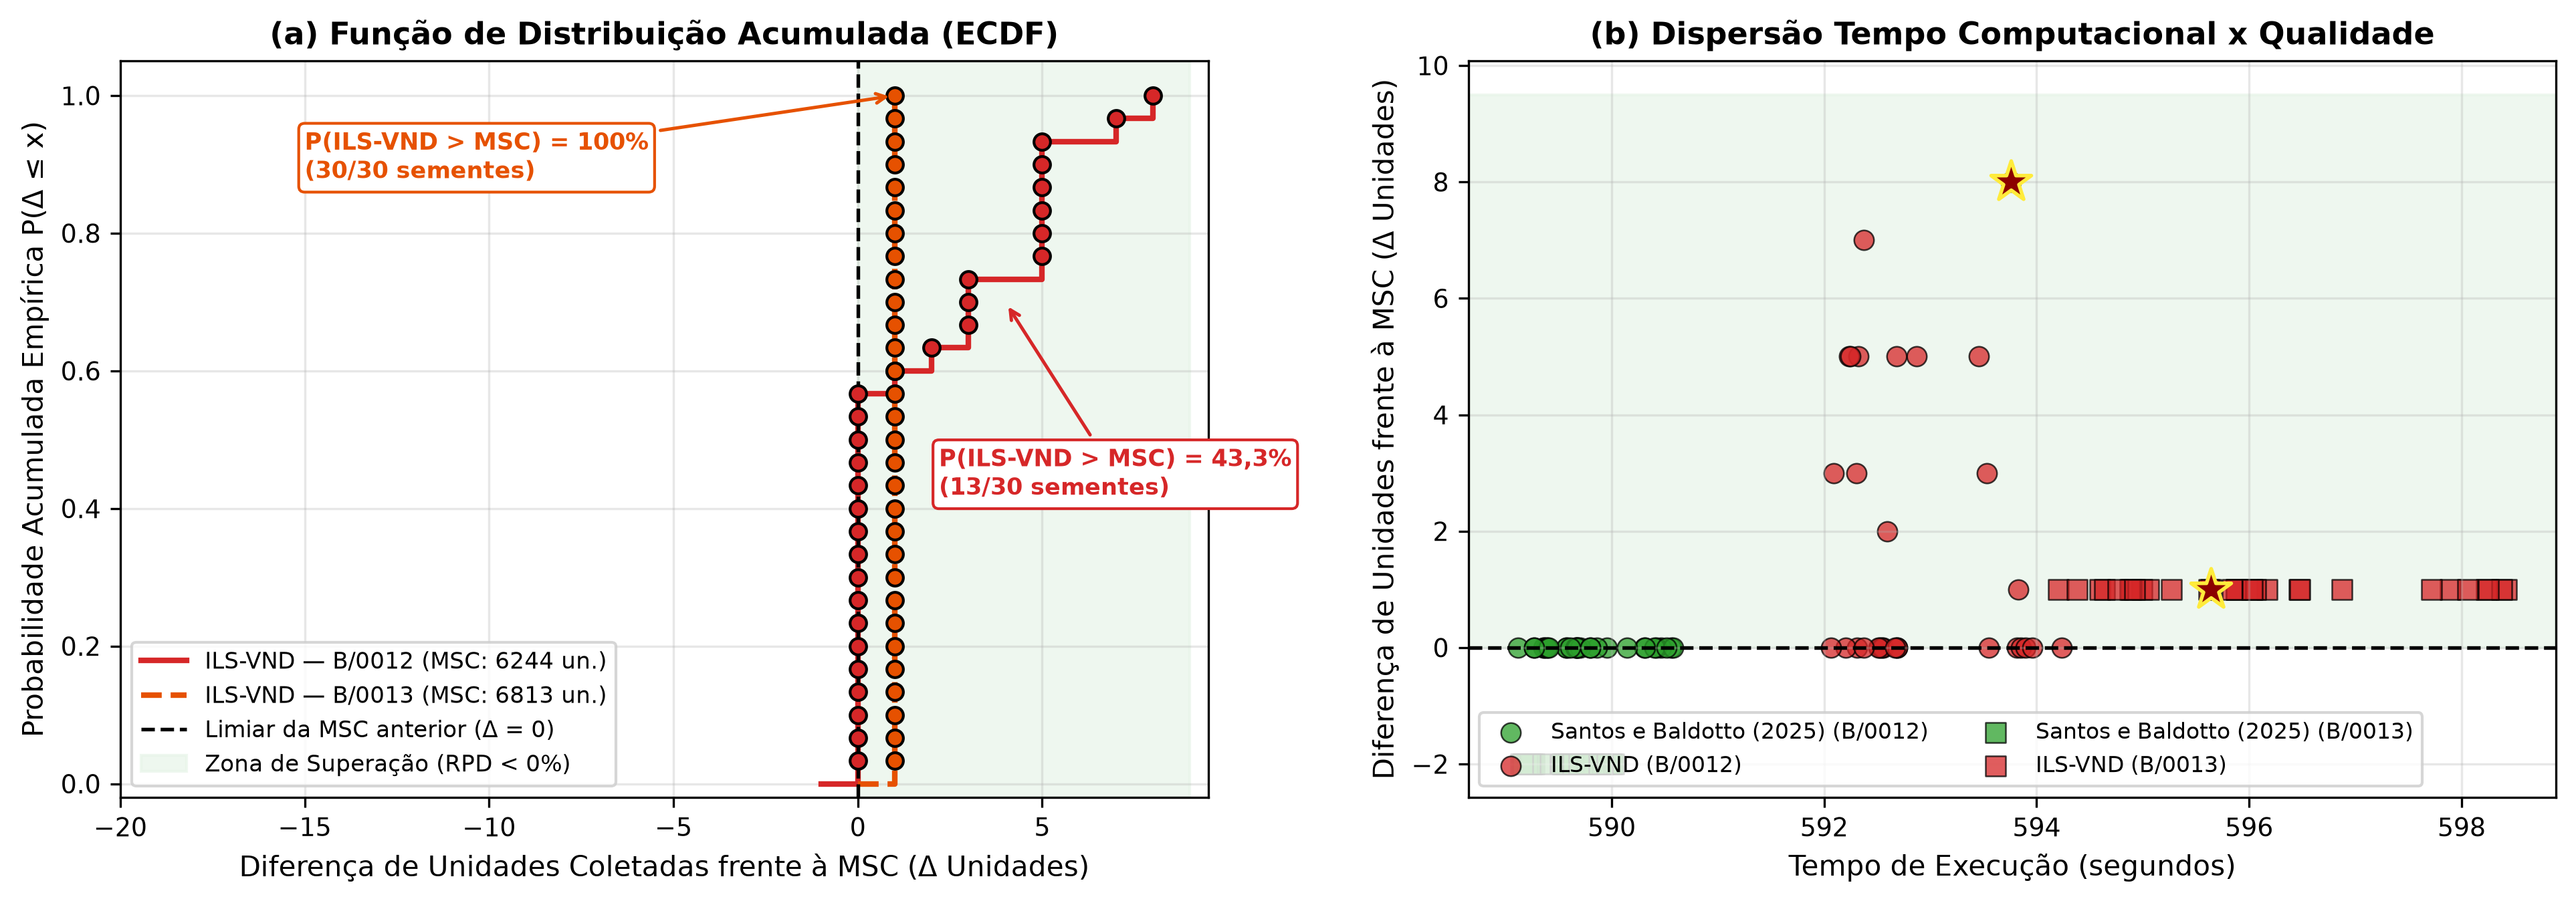 (a) Função de Distribuição Acumulada (ECDF)
Probabilidade Acumulada Empírica P(Δ ≤ x)
1.0
0.8
0.6
0.4
0.2
0.0
P(ILS-VND > MSC) = 100%
(30/30 sementes)
P(ILS-VND > MSC) = 43,3%
(13/30 sementes)
ILS-VND — B/0012 (MSC: 6244 un.)
ILS-VND — B/0013 (MSC: 6813 un.)
Limiar da MSC anterior (Δ = 0)
Zona de Superação (RPD < 0%)
−20 −15 −10 −5 0 5
Diferença de Unidades Coletadas frente à MSC (Δ Unidades)
(b) Dispersão Tempo Computacional x Qualidade
Diferença de Unidades frente à MSC (Δ Unidades)
10
8
6
4
2
0
−2
Santos e Baldotto (2025) (B/0012)
ILS-VND (B/0012)
Santos e Baldotto (2025) (B/0013)
ILS-VND (B/0013)
590 592 594 596 598
Tempo de Execução (segundos)